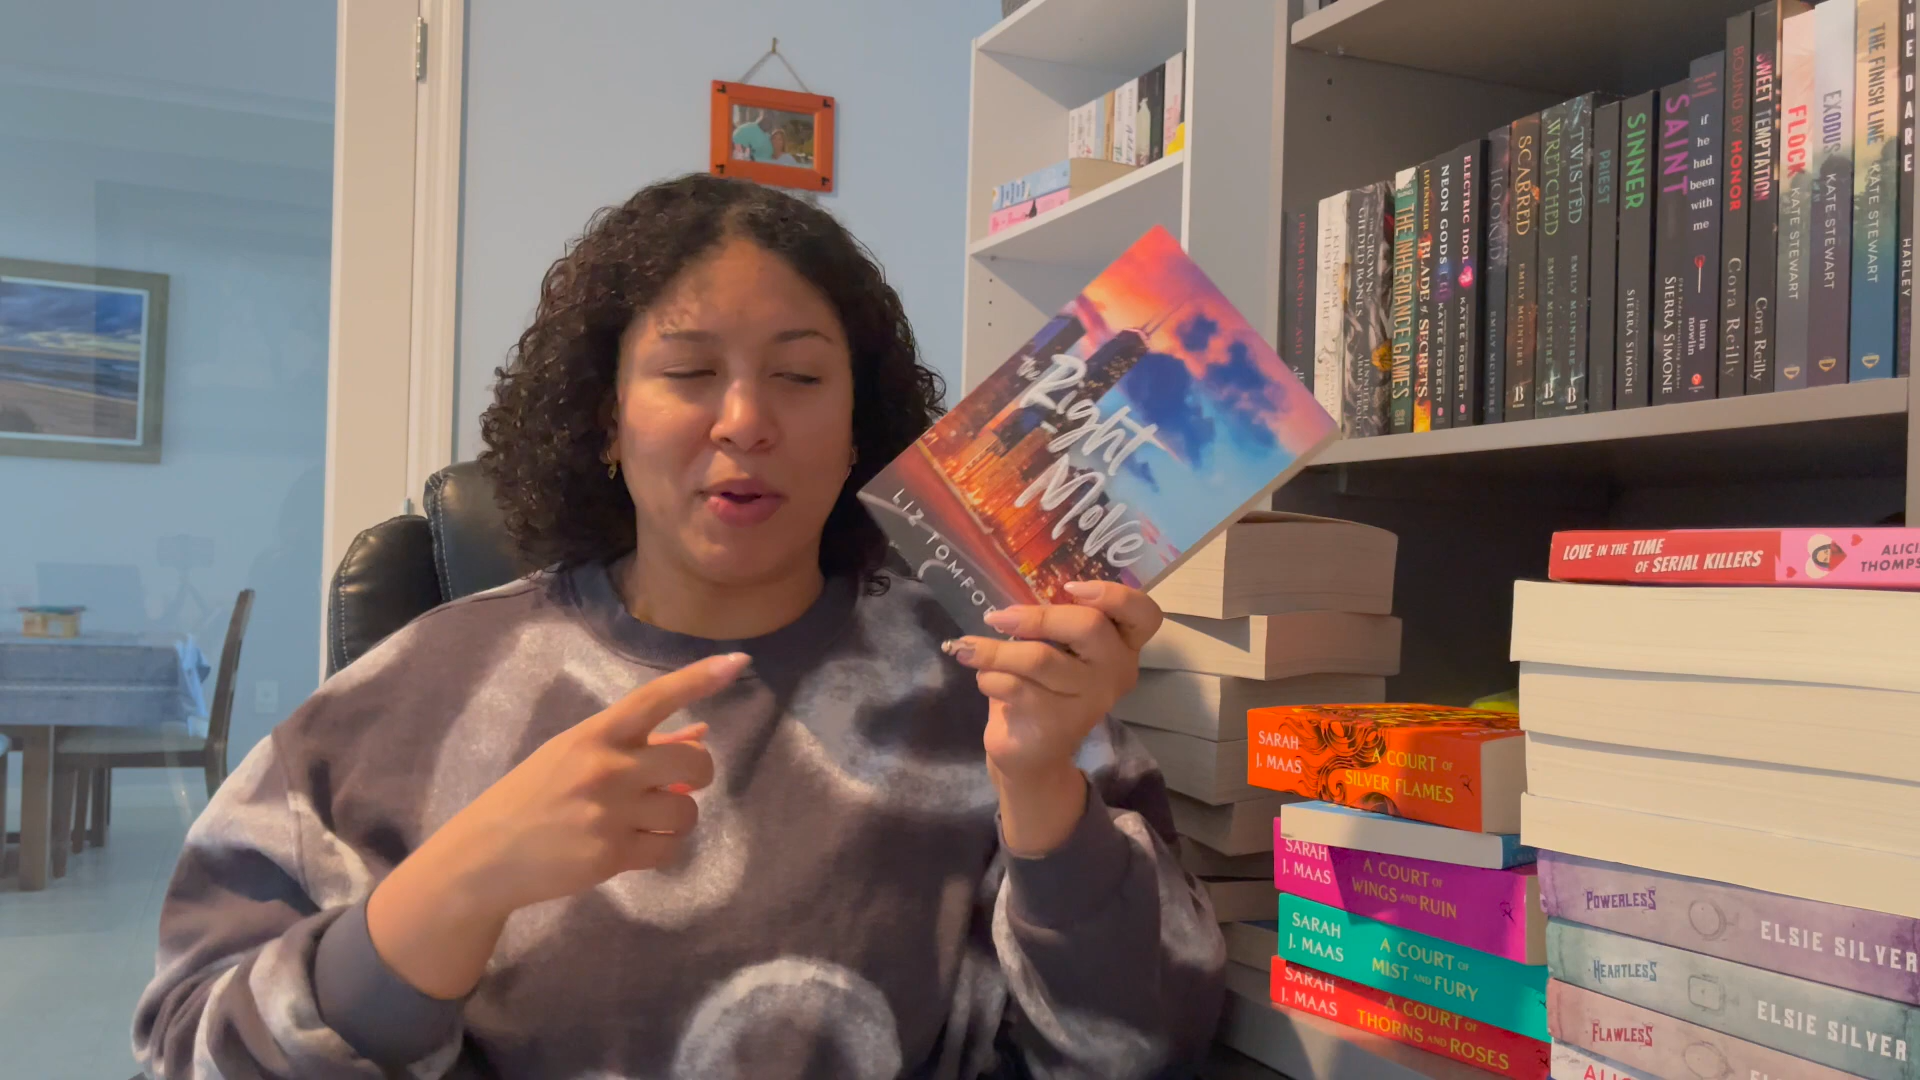 the
Right
Move
LIZ TOMFOR
THE INHERITANCE GAMES
BLADE OF SECRETS
NEON GODS
KATEE ROBERT
ELECTRIC IDOL
KATEE ROBERT
HOOKED
EMILY MCINTIRE
SCARRED
EMILY MCINTIRE
WRETCHED
EMILY MCINTIRE
TWISTED
EMILY MCINTIRE
PRIEST
SINNER
SIERRA SIMONE
SAINT
SIERRA SIMONE
if he had been with me
laura nowlin
BOUND BY HONOR
Cora Reilly
SWEET TEMPTATION
Cora Reilly
FLOCK
KATE STEWART
EXODUS
KATE STEWART
THE FINISH LINE
KATE STEWART
THE DARE
HARLEY
LOVE IN THE TIME
OF SERIAL KILLERS
ALICI
THOMPS
SARAH
J. MAAS
A COURT OF
SILVER FLAMES
SARAH
J. MAAS
A COURT OF
WINGS AND RUIN
SARAH
J. MAAS
A COURT OF
MIST AND FURY
SARAH
J. MAAS
A COURT OF
THORNS AND ROSES
POWERLESS
ELSIE SILVER
HEARTLESS
ELSIE SILVER
FLAWLESS